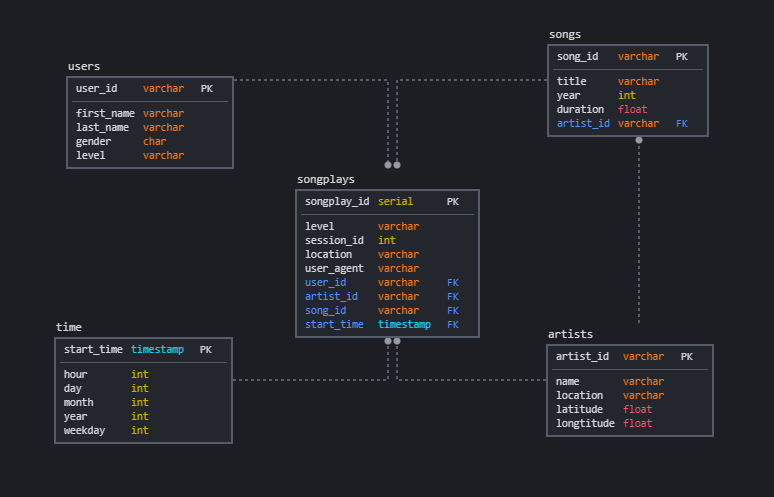 users
user_id varchar PK
first_name varchar
last_name varchar
gender char
level varchar
songs
song_id varchar PK
title varchar
year int
duration float
artist_id varchar FK
songplays
songplay_id serial PK
level varchar
session_id int
location varchar
user_agent varchar
user_id varchar FK
artist_id varchar FK
song_id varchar FK
start_time timestamp FK
time
start_time timestamp PK
hour int
day int
month int
year int
weekday int
artists
artist_id varchar PK
name varchar
location varchar
latitude float
longtitude float